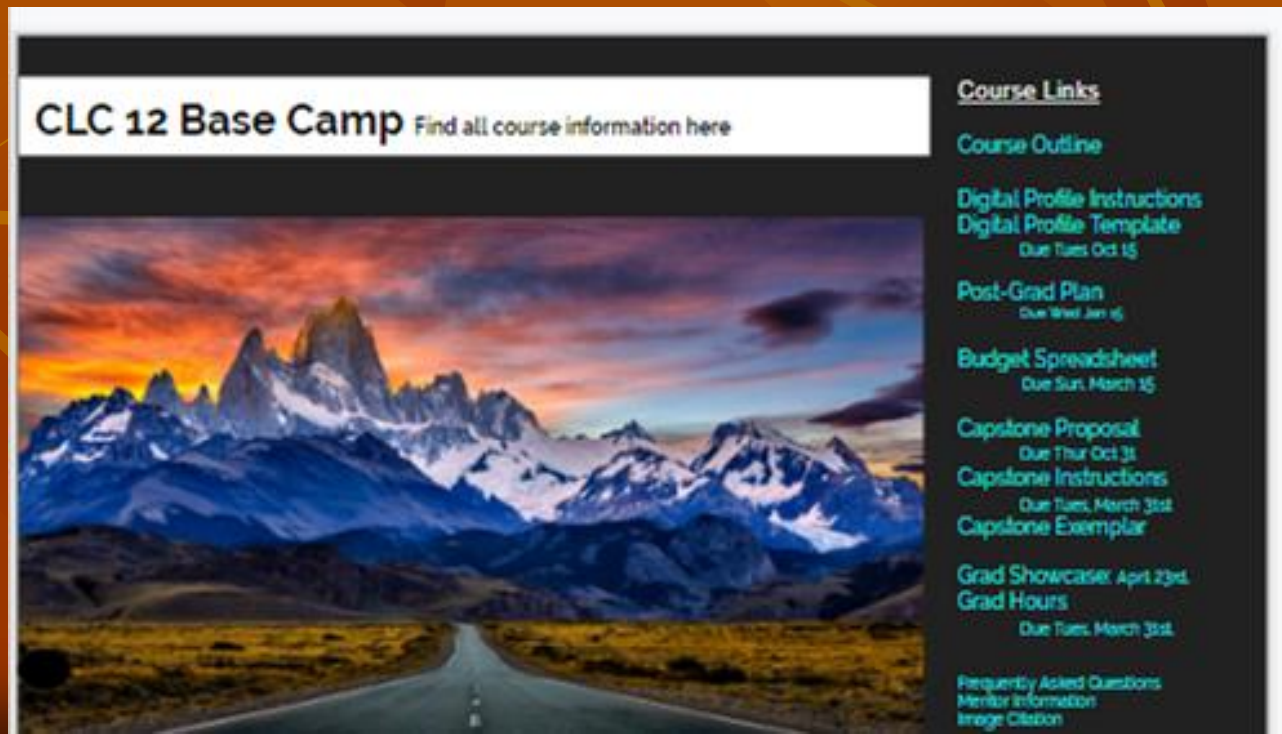 CLC 12 Base Camp Find all course information here
Course Links
Course Outline
Digital Profile Instructions
Digital Profile Template
Due Tues Oct 15
Post-Grad Plan
Due Wed Jan 15
Budget Spreadsheet
Due Sun, March 15
Capstone Proposal
Due Thur Oct 31
Capstone Instructions
Due Tues, March 31st
Capstone Exemplar
Grad Showcase: April 23rd.
Grad Hours
Due Tues, March 31st.
Frequently Asked Questions
Mentor Information
Image Citation